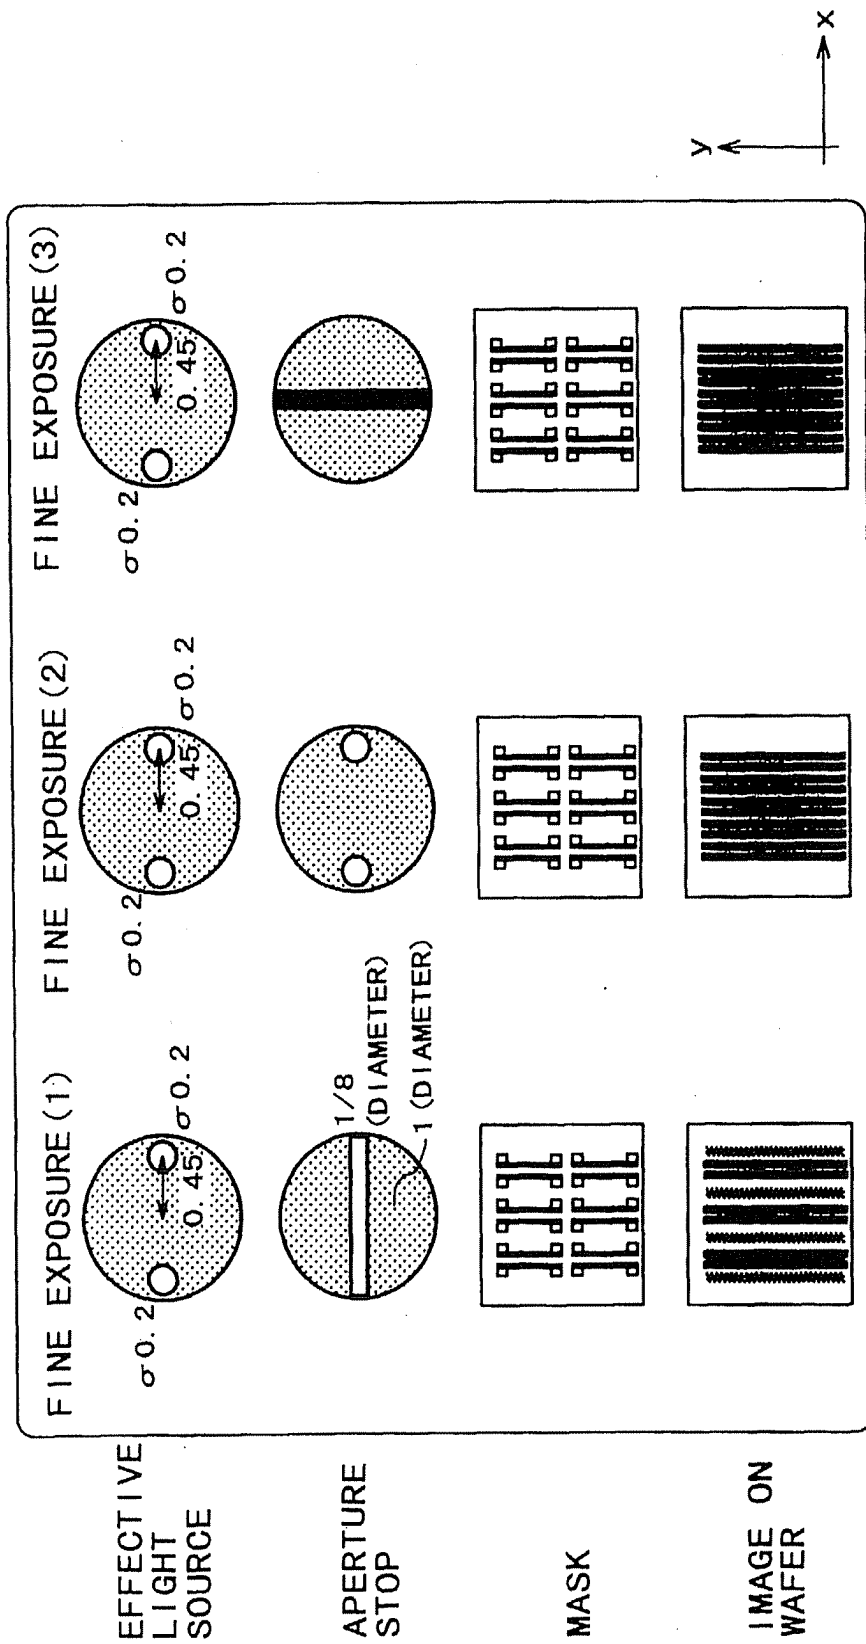 FINE EXPOSURE(1)
FINE EXPOSURE(2)
FINE EXPOSURE(3)
EFFECTIVE
LIGHT
SOURCE
σ0.2
0.45
σ0.2
σ0.2
0.45
σ0.2
σ0.2
0.45
σ0.2
APERTURE
STOP
1/8
(DIAMETER)
1(DIAMETER)
MASK
IMAGE ON
WAFER
y
x